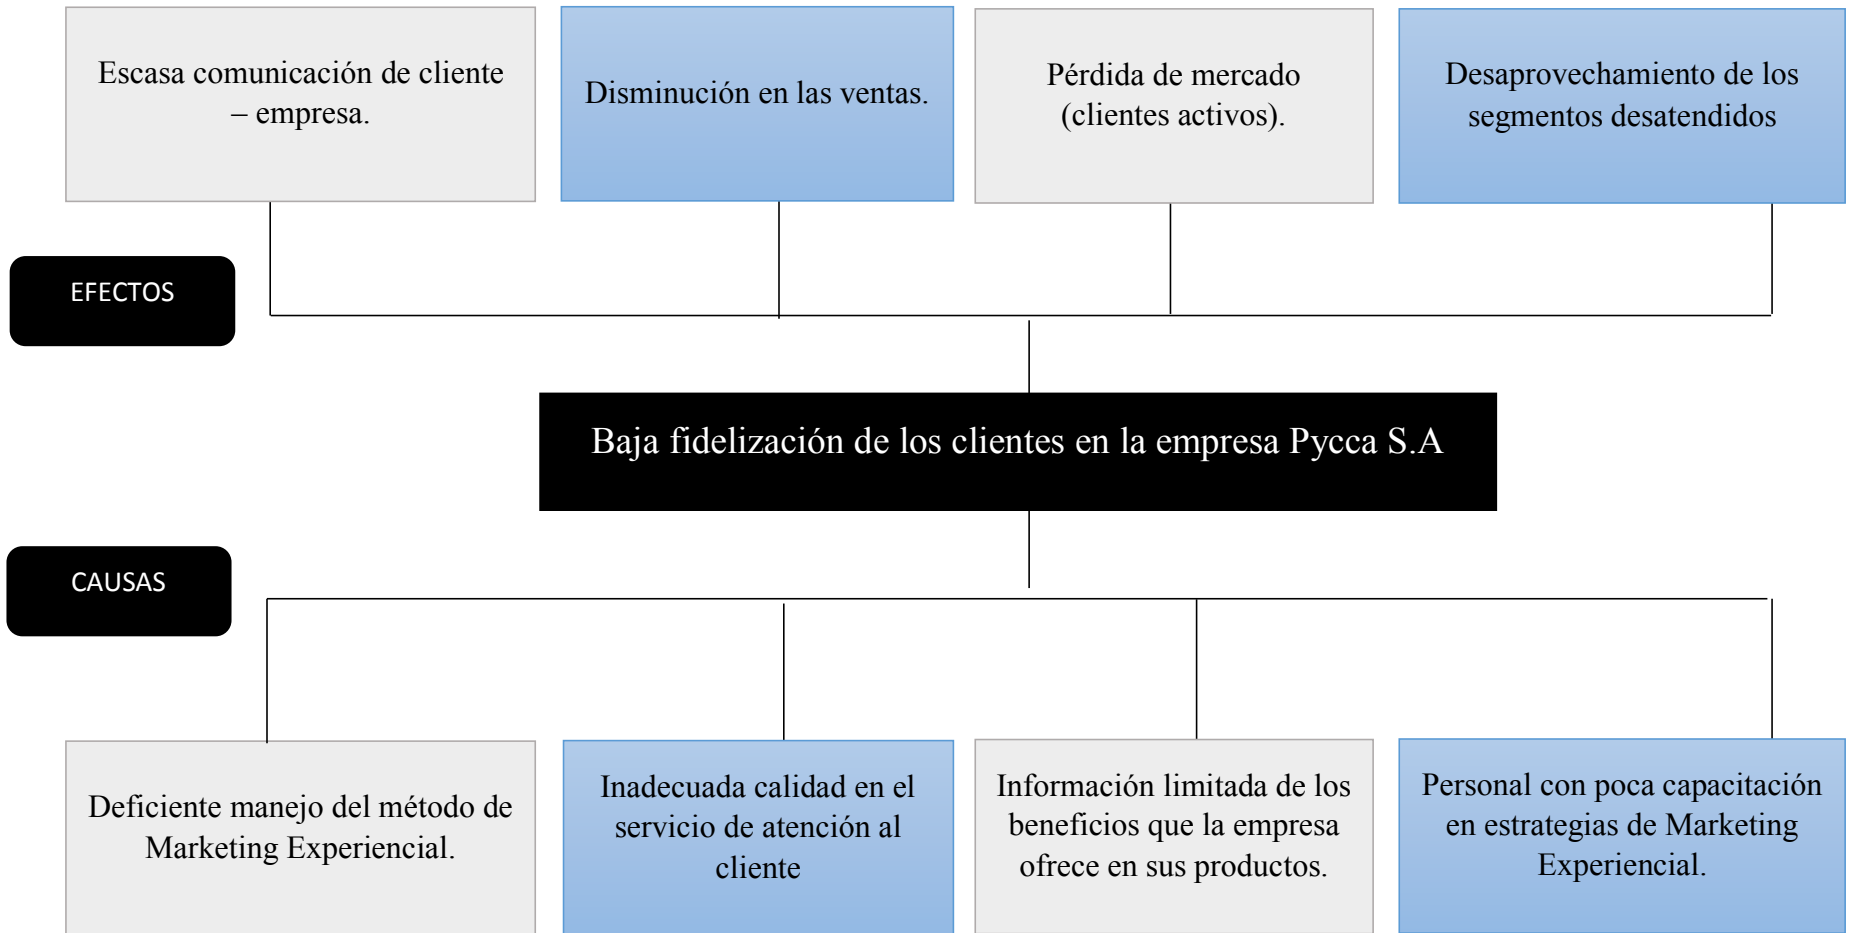 Escasa comunicación de cliente
– empresa.
Disminución en las ventas.
Pérdida de mercado
(clientes activos).
Desaprovechamiento de los
segmentos desatendidos
EFECTOS
Baja fidelización de los clientes en la empresa Pycca S.A
CAUSAS
Deficiente manejo del método de
Marketing Experiencial.
Inadecuada calidad en el
servicio de atención al
cliente
Información limitada de los
beneficios que la empresa
ofrece en sus productos.
Personal con poca capacitación
en estrategias de Marketing
Experiencial.